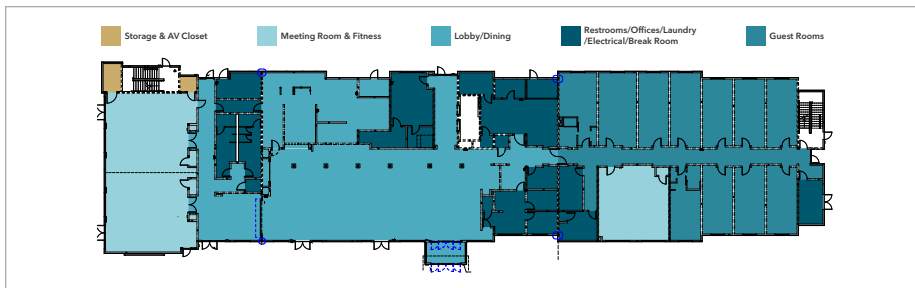 Storage & AV Closet
Meeting Room & Fitness
Lobby/Dining
Restrooms/Offices/Laundry
/Electrical/Break Room
Guest Rooms